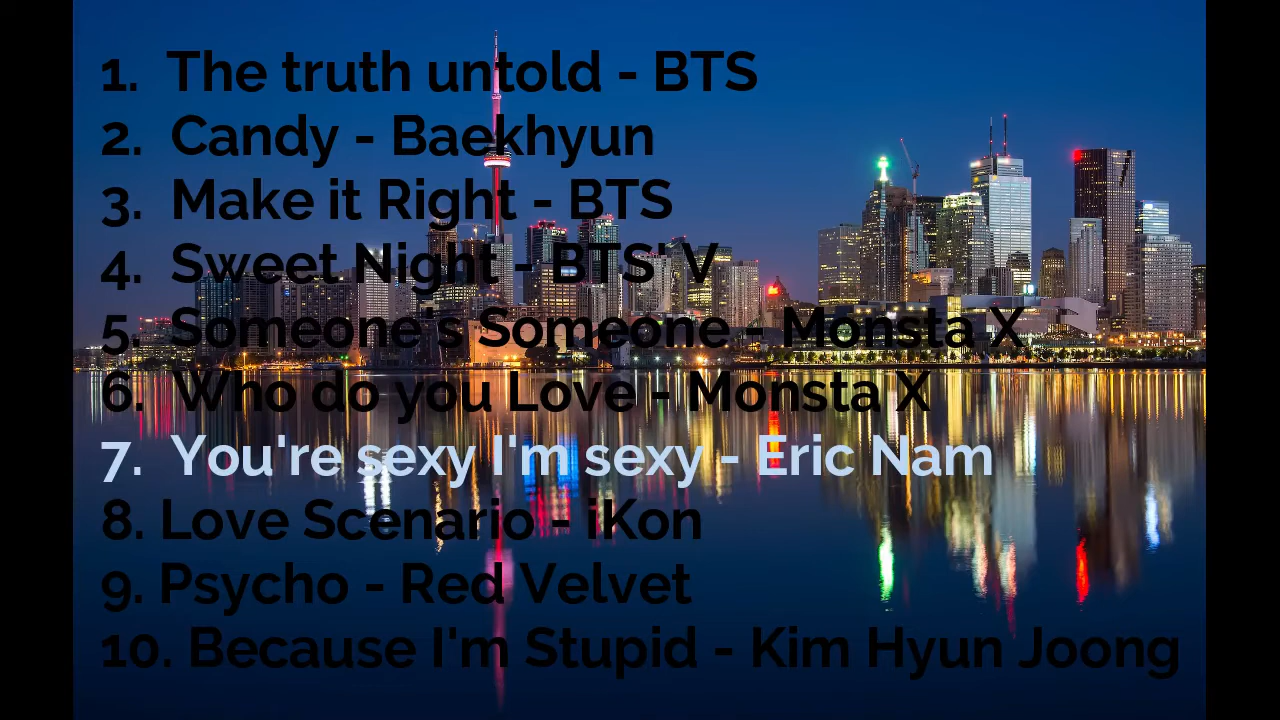 1. The truth untold - BTS
2. Candy - Baekhyun
3. Make it Right - BTS
4. Sweet Night - BTS' V
5. Someone's Someone - Monsta X
6. Who do you Love - Monsta X
7. You're sexy I'm sexy - Eric Nam
8. Love Scenario - iKon
9. Psycho - Red Velvet
10. Because I'm Stupid - Kim Hyun Joong